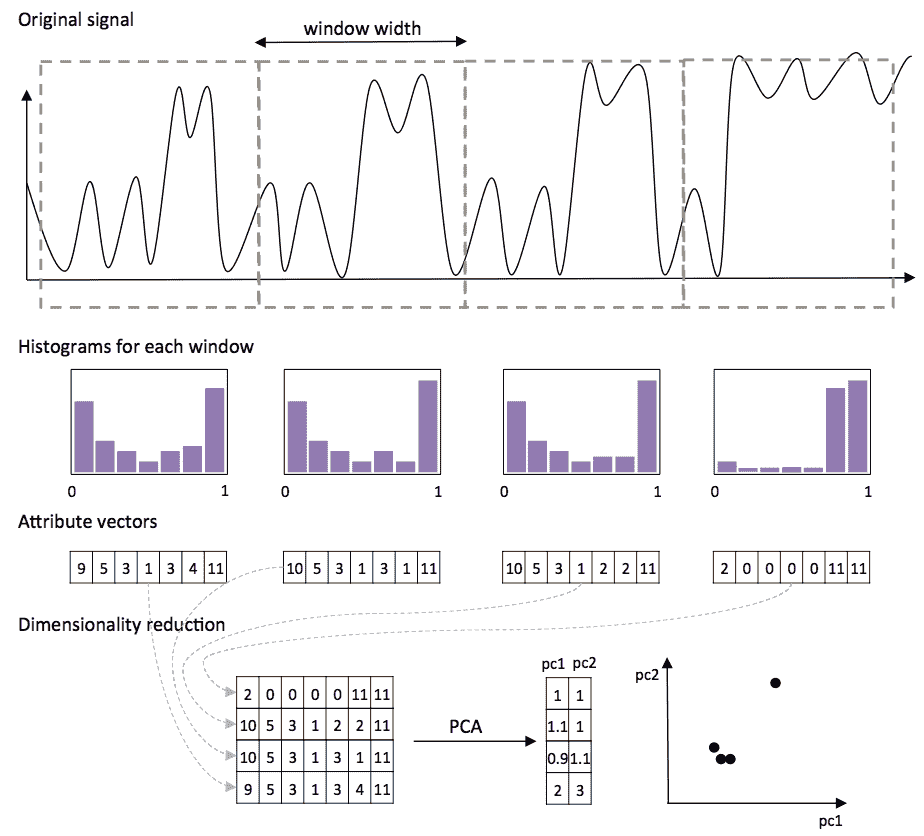 Original signal
window width
Histograms for each window
0 1 0 1 0 1 0 1
Attribute vectors
9 5 3 1 3 4 11 10 5 3 1 3 1 11 10 5 3 1 2 2 11 2 0 0 0 0 11 11
Dimensionality reduction
pc1 pc2
2 0 0 0 0 11 11
10 5 3 1 2 2 11
10 5 3 1 3 1 11
9 5 3 1 3 4 11
PCA
1 1
1.1 1
0.9 1.1
2 3
pc2
pc1